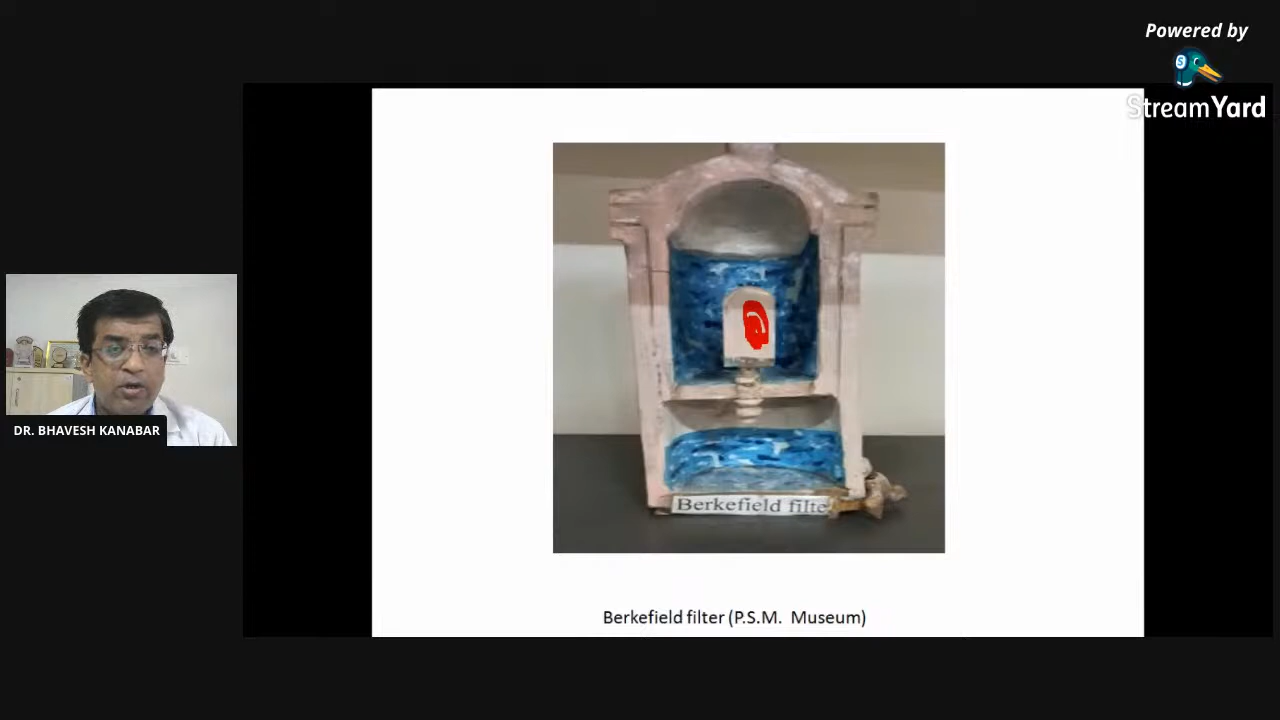 Powered by
StreamYard
DR. BHAVESH KANABAR
Berkefield filte
Berkefield filter (P.S.M. Museum)